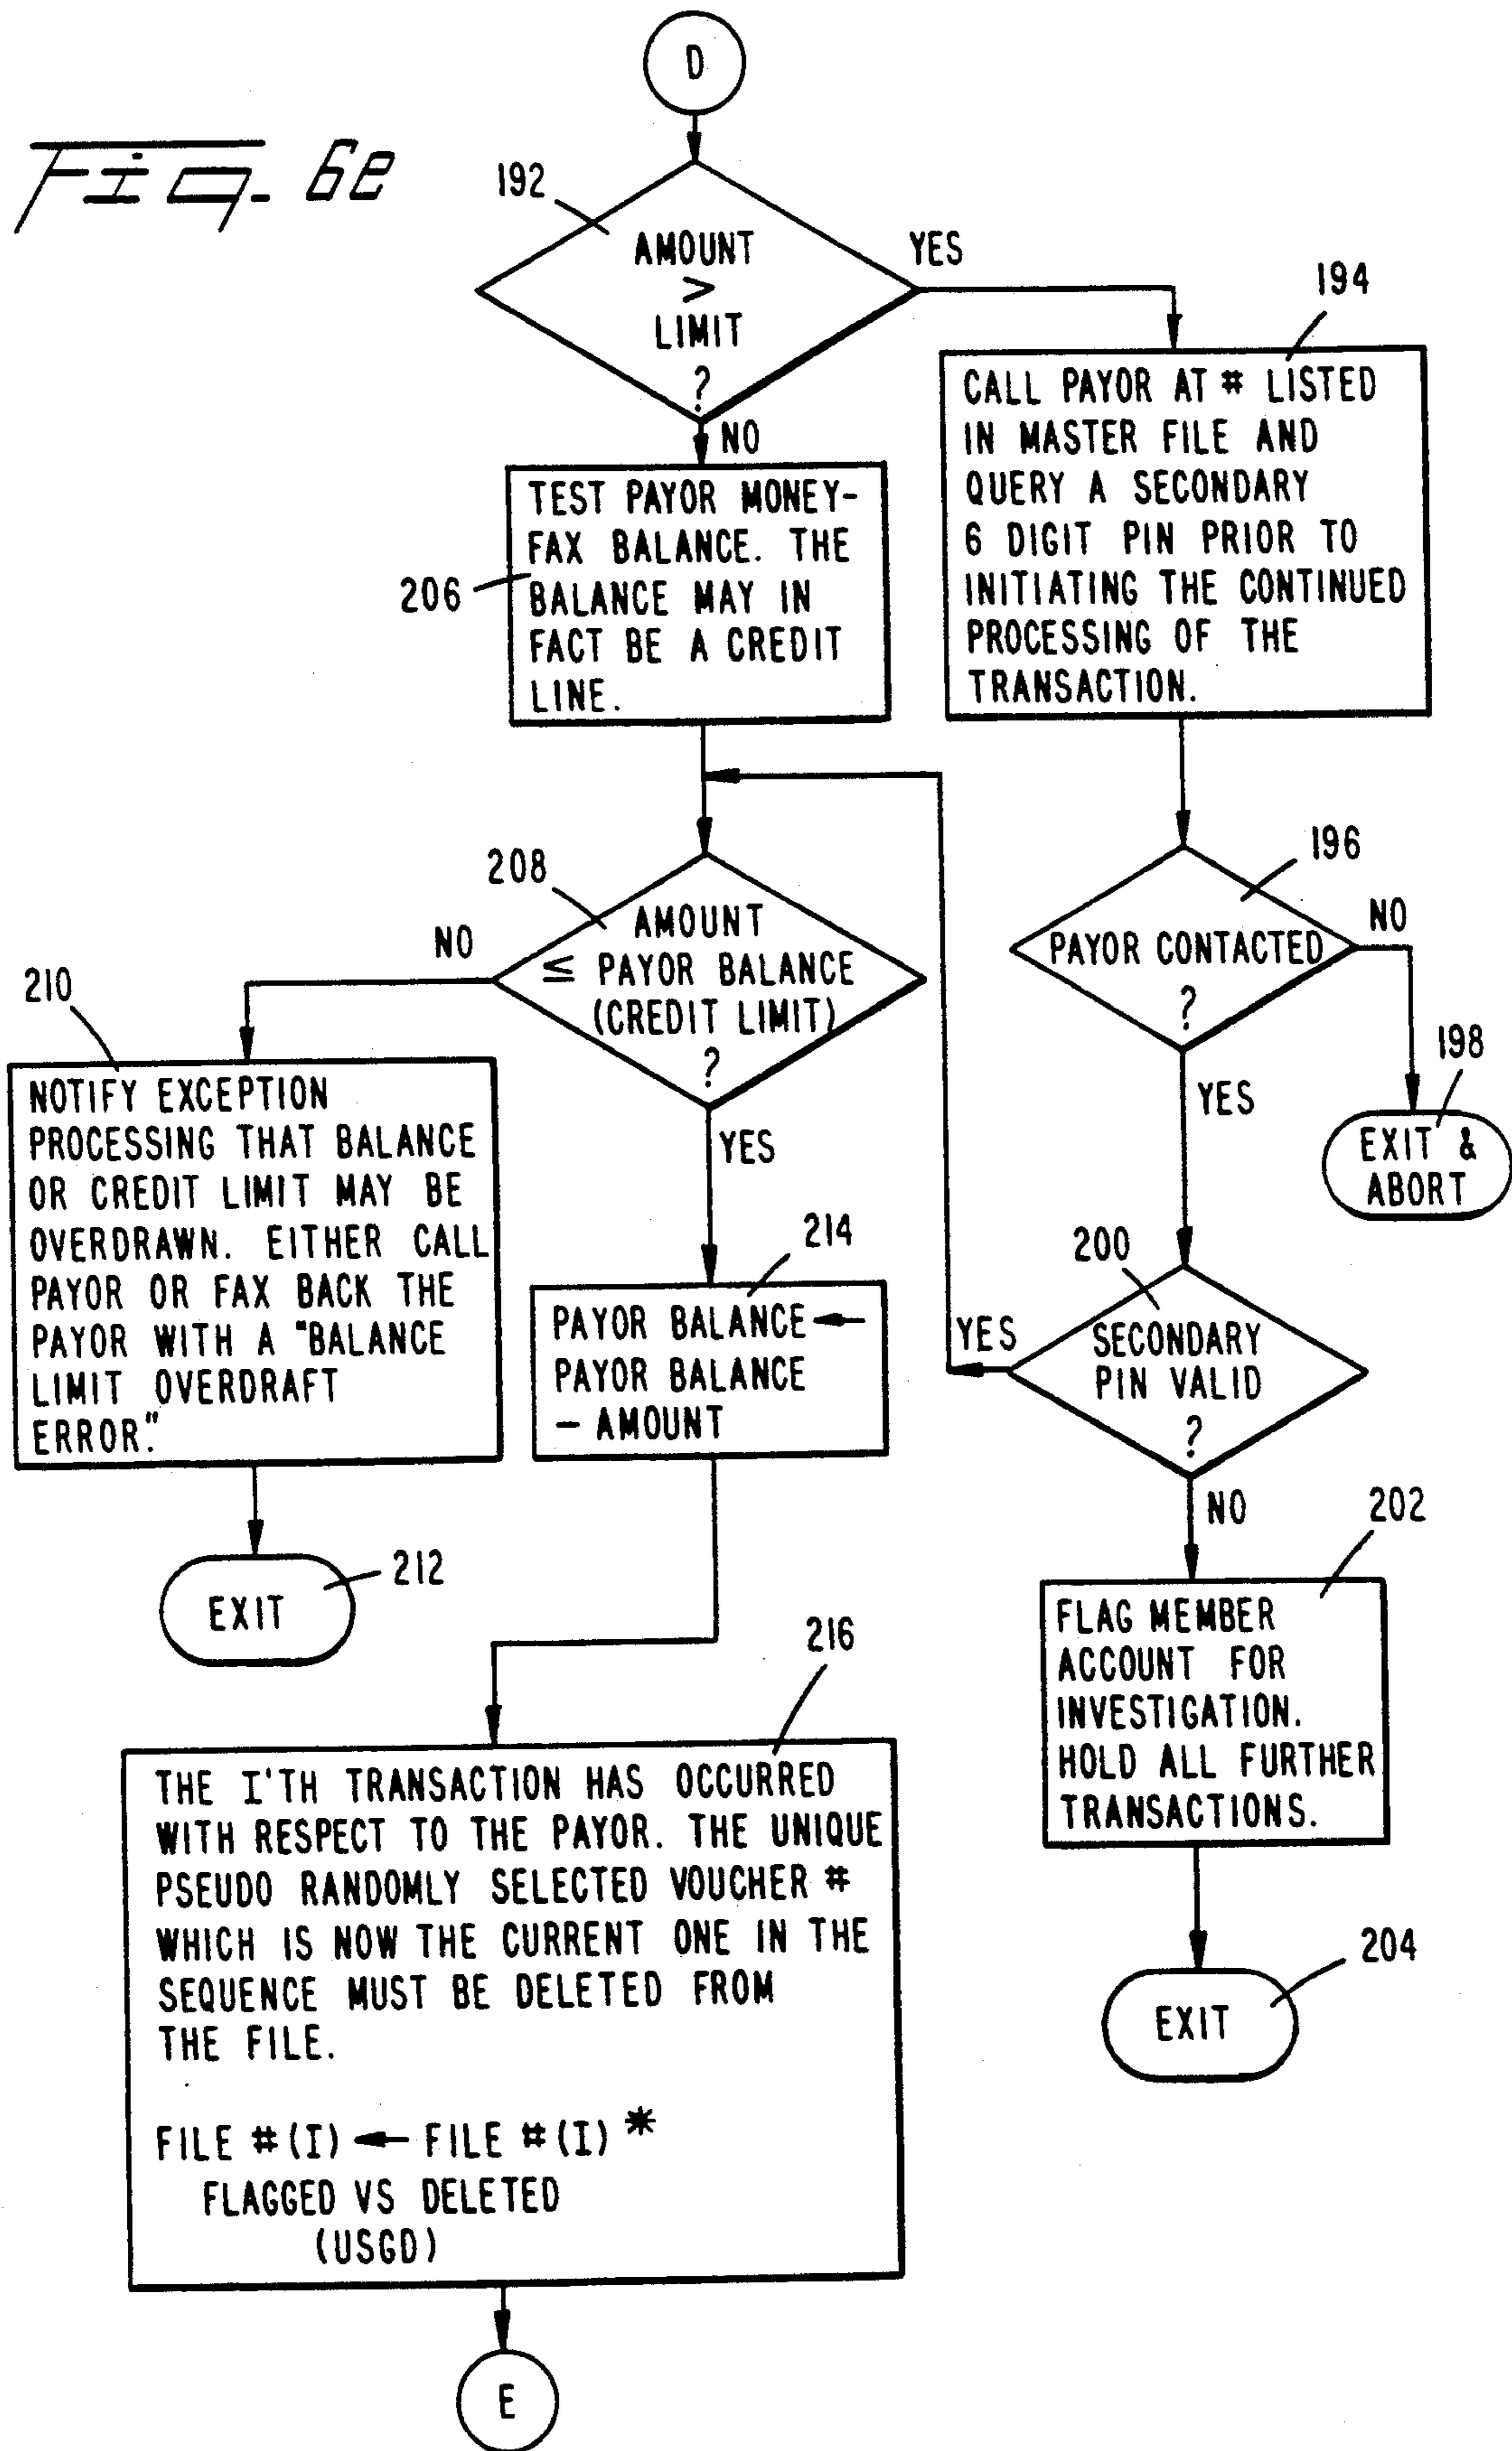 D
Fig. 6e
192
AMOUNT
>
LIMIT
?
YES
NO
194
CALL PAYOR AT # LISTED
IN MASTER FILE AND
QUERY A SECONDARY
6 DIGIT PIN PRIOR TO
INITIATING THE CONTINUED
PROCESSING OF THE
TRANSACTION.
206
TEST PAYOR MONEY-
FAX BALANCE. THE
BALANCE MAY IN
FACT BE A CREDIT
LINE.
196
PAYOR CONTACTED
?
NO
YES
198
EXIT &
ABORT
208
AMOUNT
≤ PAYOR BALANCE
(CREDIT LIMIT)
?
NO
YES
210
NOTIFY EXCEPTION
PROCESSING THAT BALANCE
OR CREDIT LIMIT MAY BE
OVERDRAWN. EITHER CALL
PAYOR OR FAX BACK THE
PAYOR WITH A "BALANCE
LIMIT OVERDRAFT
ERROR."
212
EXIT
214
PAYOR BALANCE ←
PAYOR BALANCE
– AMOUNT
200
SECONDARY
PIN VALID
?
YES
NO
202
FLAG MEMBER
ACCOUNT FOR
INVESTIGATION.
HOLD ALL FURTHER
TRANSACTIONS.
204
EXIT
216
THE I'TH TRANSACTION HAS OCCURRED
WITH RESPECT TO THE PAYOR. THE UNIQUE
PSEUDO RANDOMLY SELECTED VOUCHER #
WHICH IS NOW THE CURRENT ONE IN THE
SEQUENCE MUST BE DELETED FROM
THE FILE.
FILE #(I) ← FILE #(I) *
FLAGGED VS DELETED
(USGD)
E